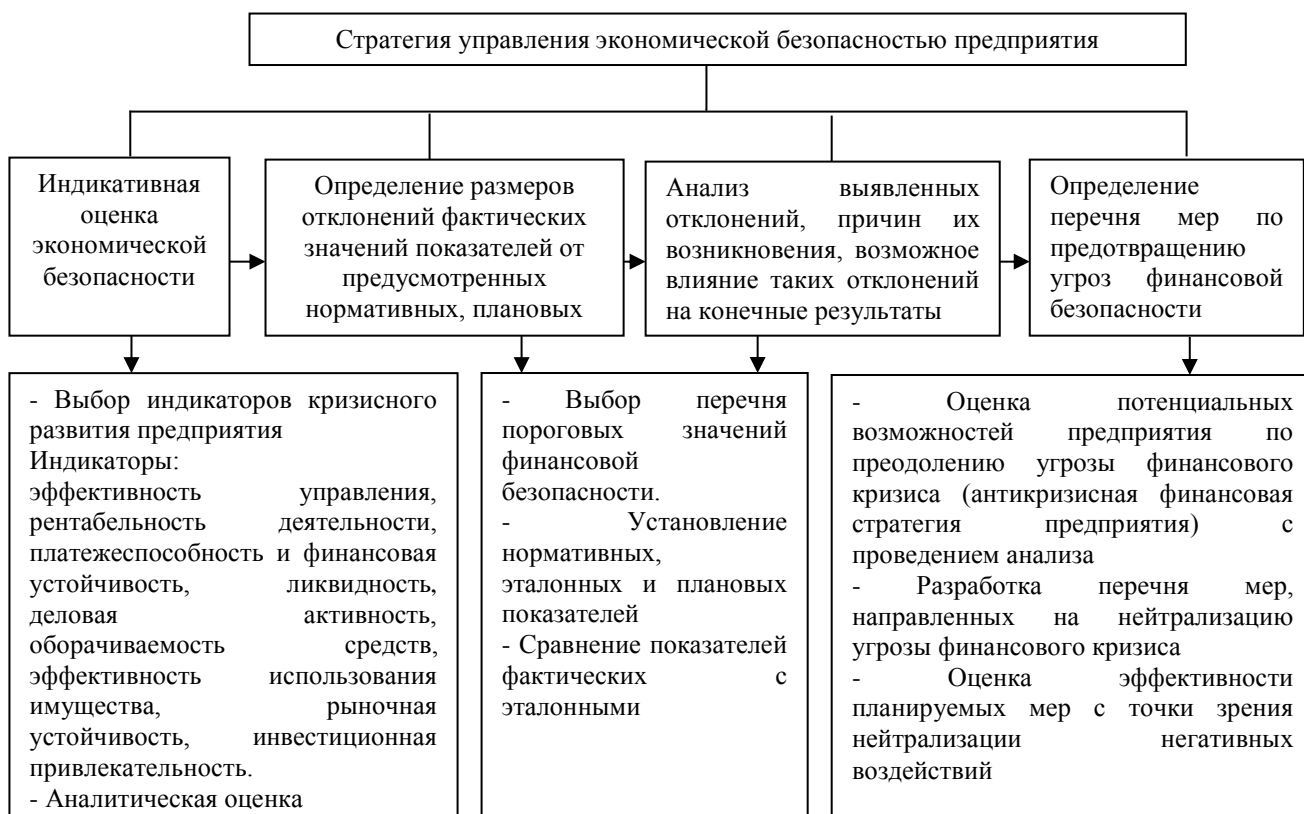 Стратегия управления экономической безопасностью предприятия
Индикативная
оценка
экономической
безопасности
Определение размеров
отклонений фактических
значений показателей от
предусмотренных
нормативных, плановых
Анализ выявленных
отклонений, причин их
возникновения, возможное
влияние таких отклонений
на конечные результаты
Определение
перечня мер по
предотвращению
угроз финансовой
безопасности
- Выбор индикаторов кризисного
развития предприятия
Индикаторы:
эффективность управления,
рентабельность деятельности,
платежеспособность и финансовая
устойчивость, ликвидность,
деловая активность,
оборачиваемость средств,
эффективность использования
имущества, рыночная
устойчивость, инвестиционная
привлекательность.
- Аналитическая оценка
- Выбор перечня
пороговых значений
финансовой
безопасности.
- Установление
нормативных,
эталонных и плановых
показателей
- Сравнение показателей
фактических с
эталонными
- Оценка потенциальных
возможностей предприятия по
преодолению угрозы финансового
кризиса (антикризисная финансовая
стратегия предприятия) с
проведением анализа
- Разработка перечня мер,
направленных на нейтрализацию
угрозы финансового кризиса
- Оценка эффективности
планируемых мер с точки зрения
нейтрализации негативных
воздействий